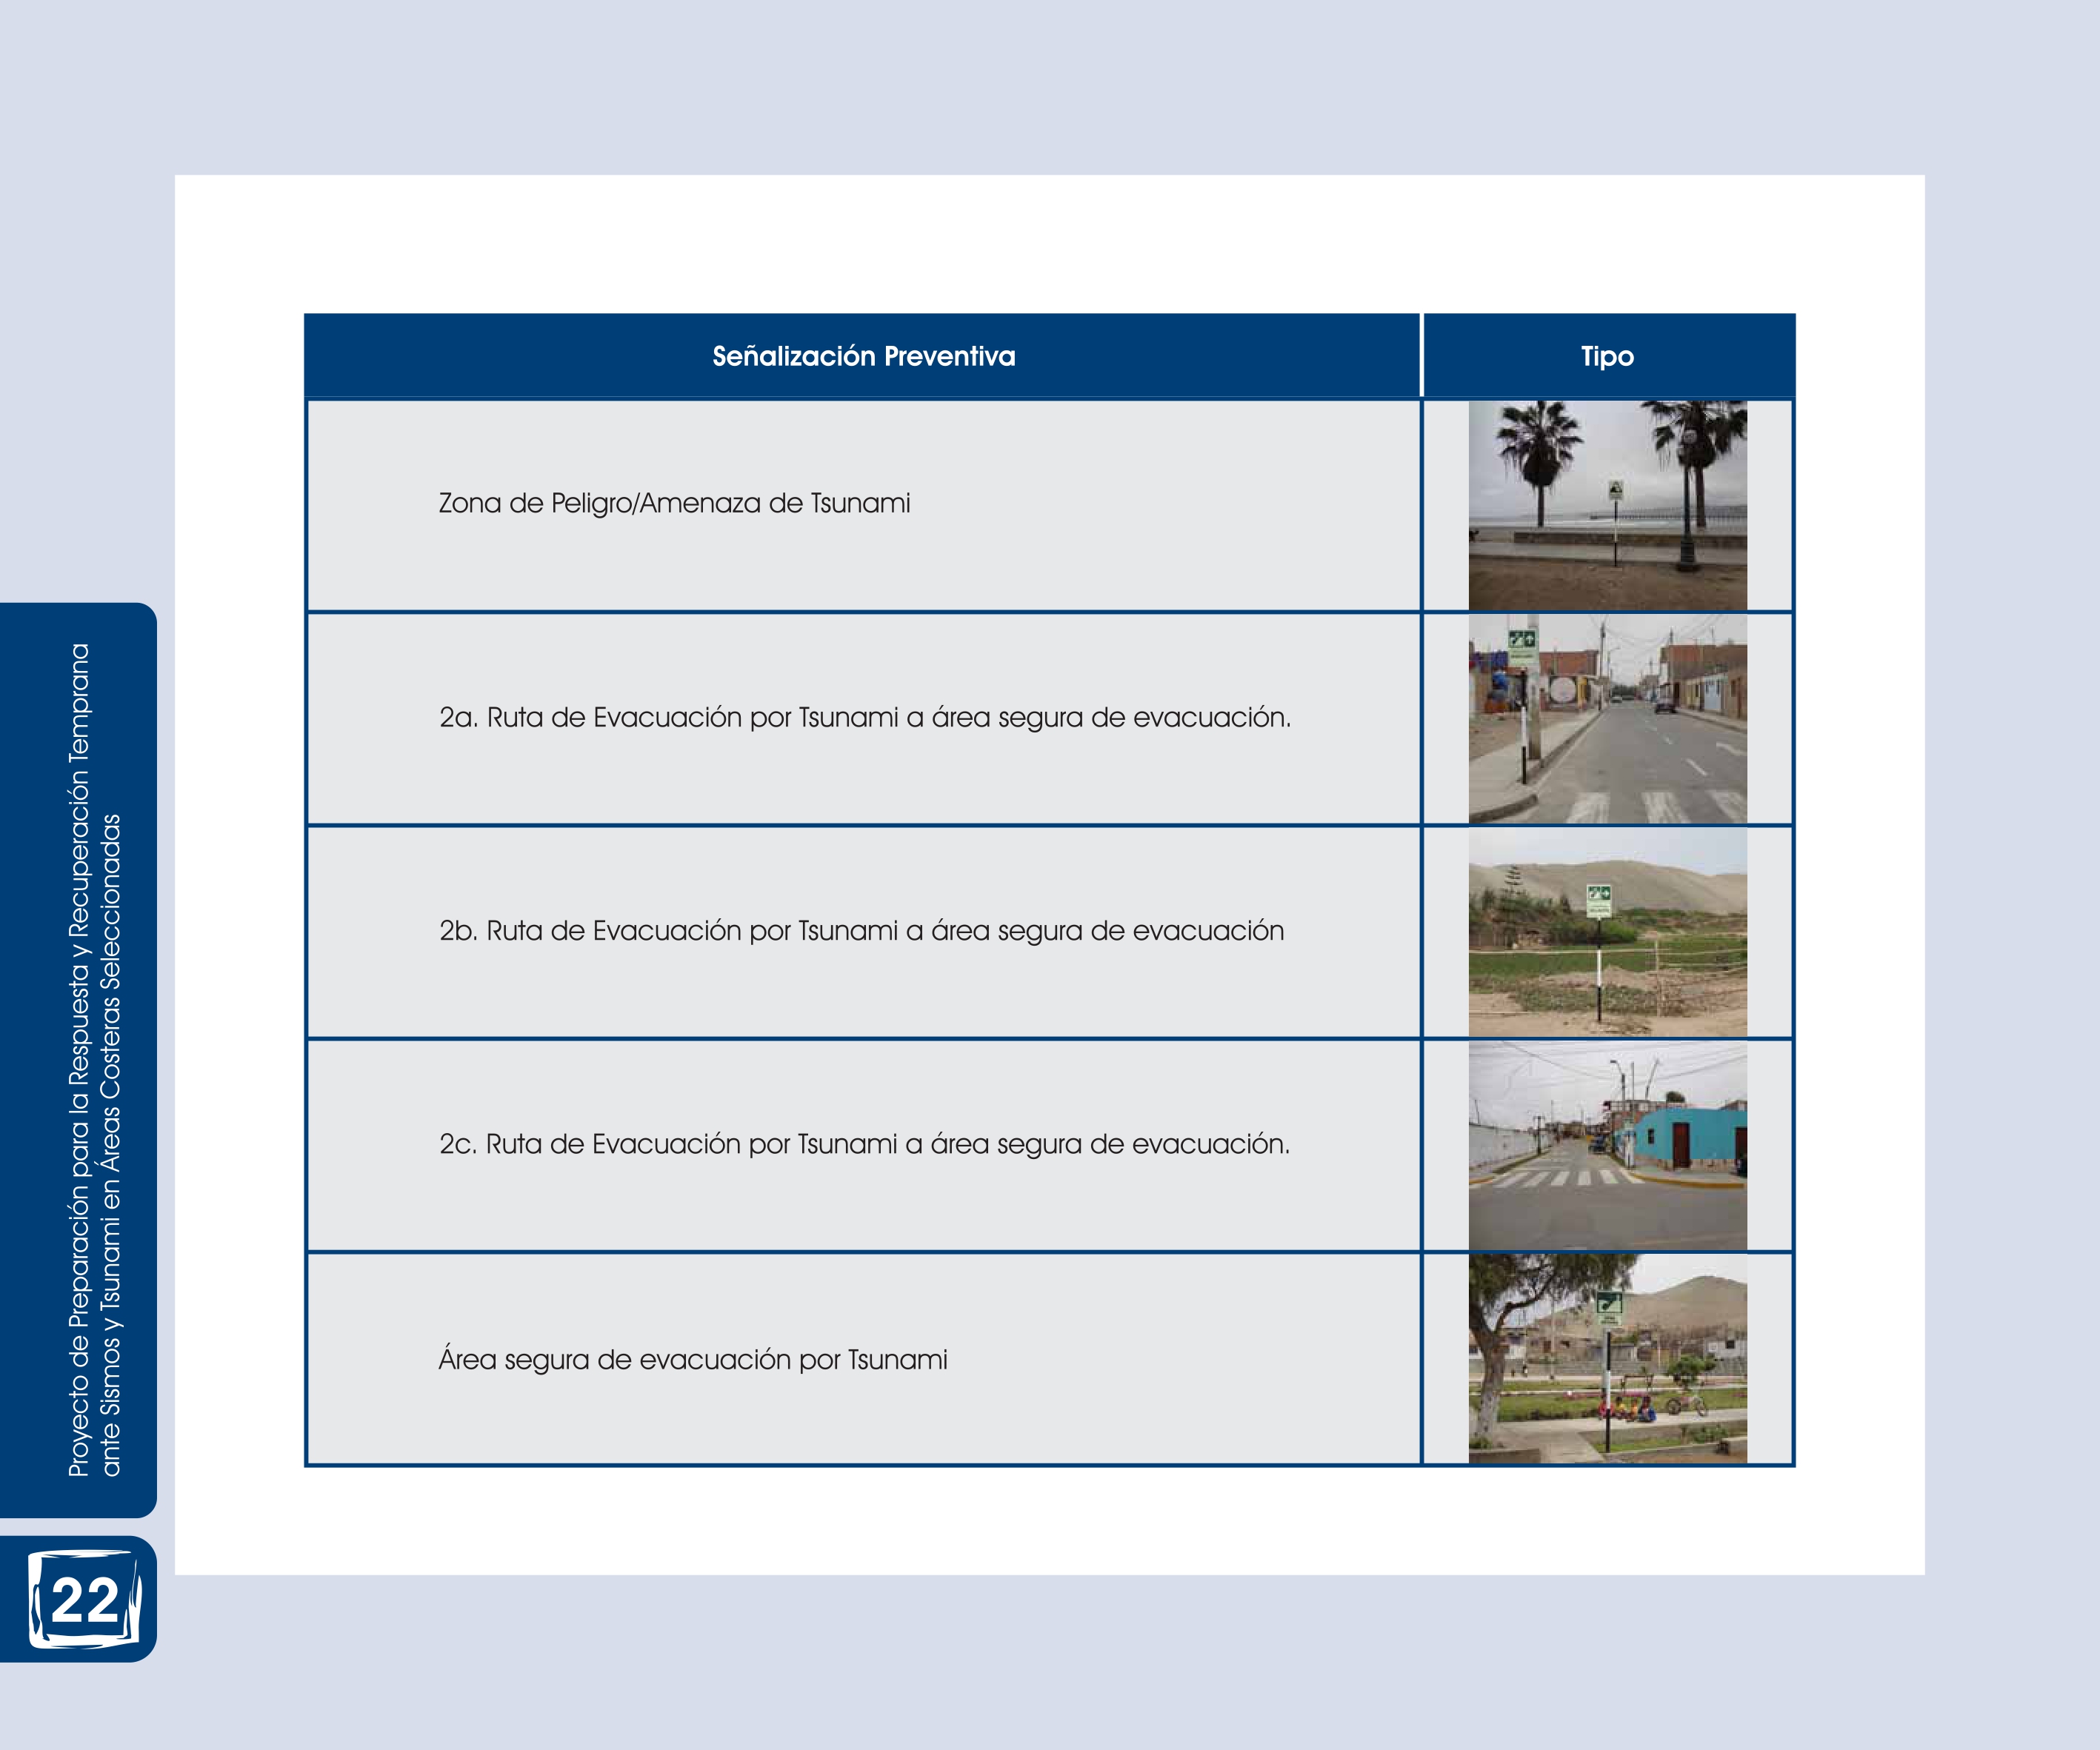 Señalización Preventiva
Tipo
Zona de Peligro/Amenaza de Tsunami
2a. Ruta de Evacuación por Tsunami a área segura de evacuación.
2b. Ruta de Evacuación por Tsunami a área segura de evacuación
2c. Ruta de Evacuación por Tsunami a área segura de evacuación.
Área segura de evacuación por Tsunami
Proyecto de Preparación para la Respuesta y Recuperación Temprana
ante Sismos y Tsunami en Áreas Costeras Seleccionadas
22